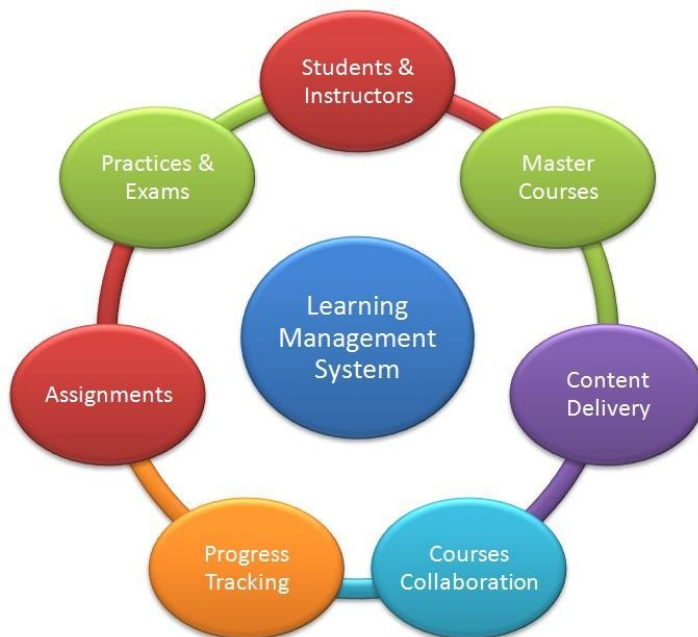 Students &
Instructors
Master
Courses
Content
Delivery
Courses
Collaboration
Progress
Tracking
Assignments
Practices &
Exams
Learning
Management
System